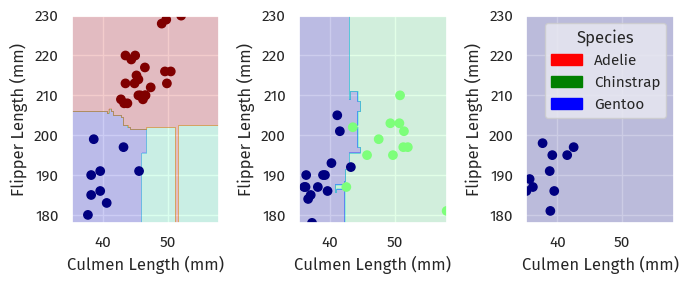 230
220
210
200
190
180
Flipper Length (mm)
40 50
Culmen Length (mm)
230
220
210
200
190
180
Flipper Length (mm)
40 50
Culmen Length (mm)
230
220
210
200
190
180
Flipper Length (mm)
40 50
Culmen Length (mm)
Species
Adelie
Chinstrap
Gentoo